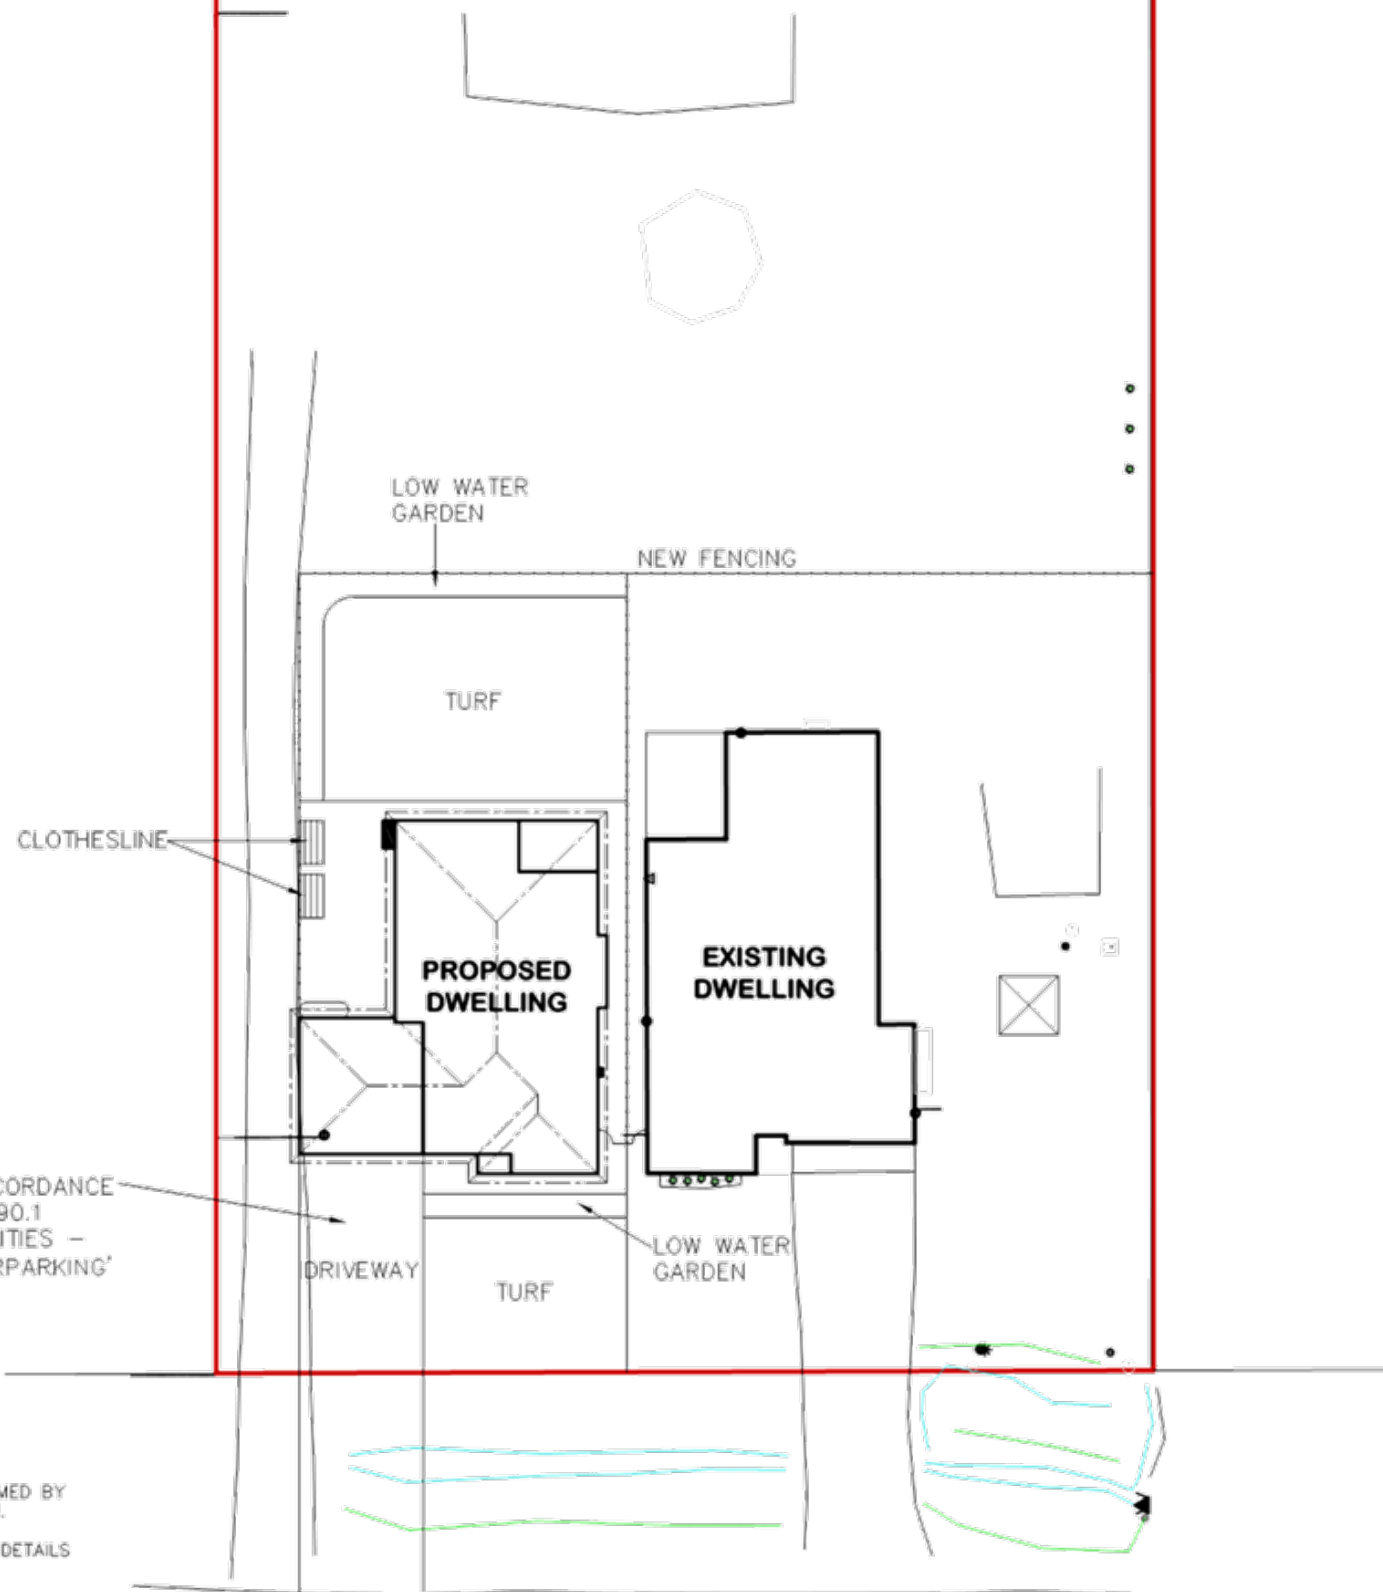 LOW WATER
GARDEN
NEW FENCING
TURF
CLOTHESLINE
PROPOSED
DWELLING
EXISTING
DWELLING
CORDANCE
90.1
ITIES –
RPARKING'
DRIVEWAY
TURF
LOW WATER
GARDEN
MED BY
DETAILS